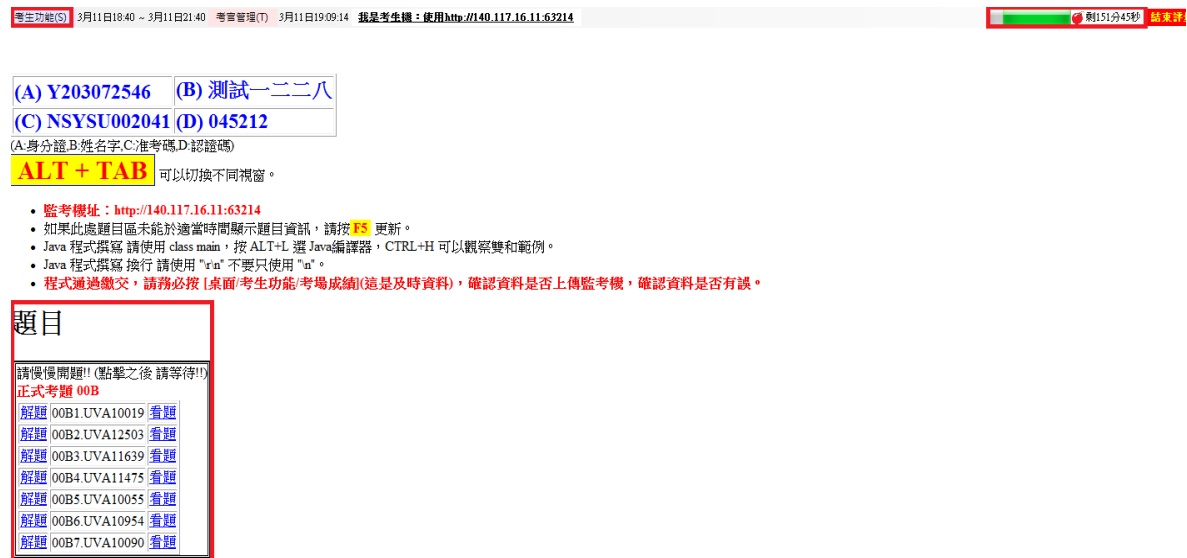 考生功能(S) 3月11日18:40 ~ 3月11日21:40 考官管理(T) 3月11日19:09:14 我是考生機：使用http://140.117.16.11:63214 剩151分45秒 結束評
(A) Y203072546 (B) 測試一二二八
(C) NSYSU002041 (D) 045212
(A:身分證,B:姓名字,C:准考碼,D:認證碼)
ALT + TAB 可以切換不同視窗。
監考機址：http://140.117.16.11:63214
如果此處題目區未能於適當時間顯示題目資訊，請按 F5 更新。
Java 程式撰寫 請使用 class main，按 ALT+L 選 Java編譯器，CTRL+H 可以觀察雙和範例。
Java 程式撰寫 換行 請使用 "\r\n" 不要只使用 "\n"。
程式通過繳交，請務必按 [桌面/考生功能/考場成績](這是及時資料)，確認資料是否上傳監考機，確認資料是否有誤。
題目
請慢慢開題!! (點擊之後 請等待!!)
正式考題 00B
解題 00B1.UVA10019 看題
解題 00B2.UVA12503 看題
解題 00B3.UVA11639 看題
解題 00B4.UVA11475 看題
解題 00B5.UVA10055 看題
解題 00B6.UVA10954 看題
解題 00B7.UVA10090 看題